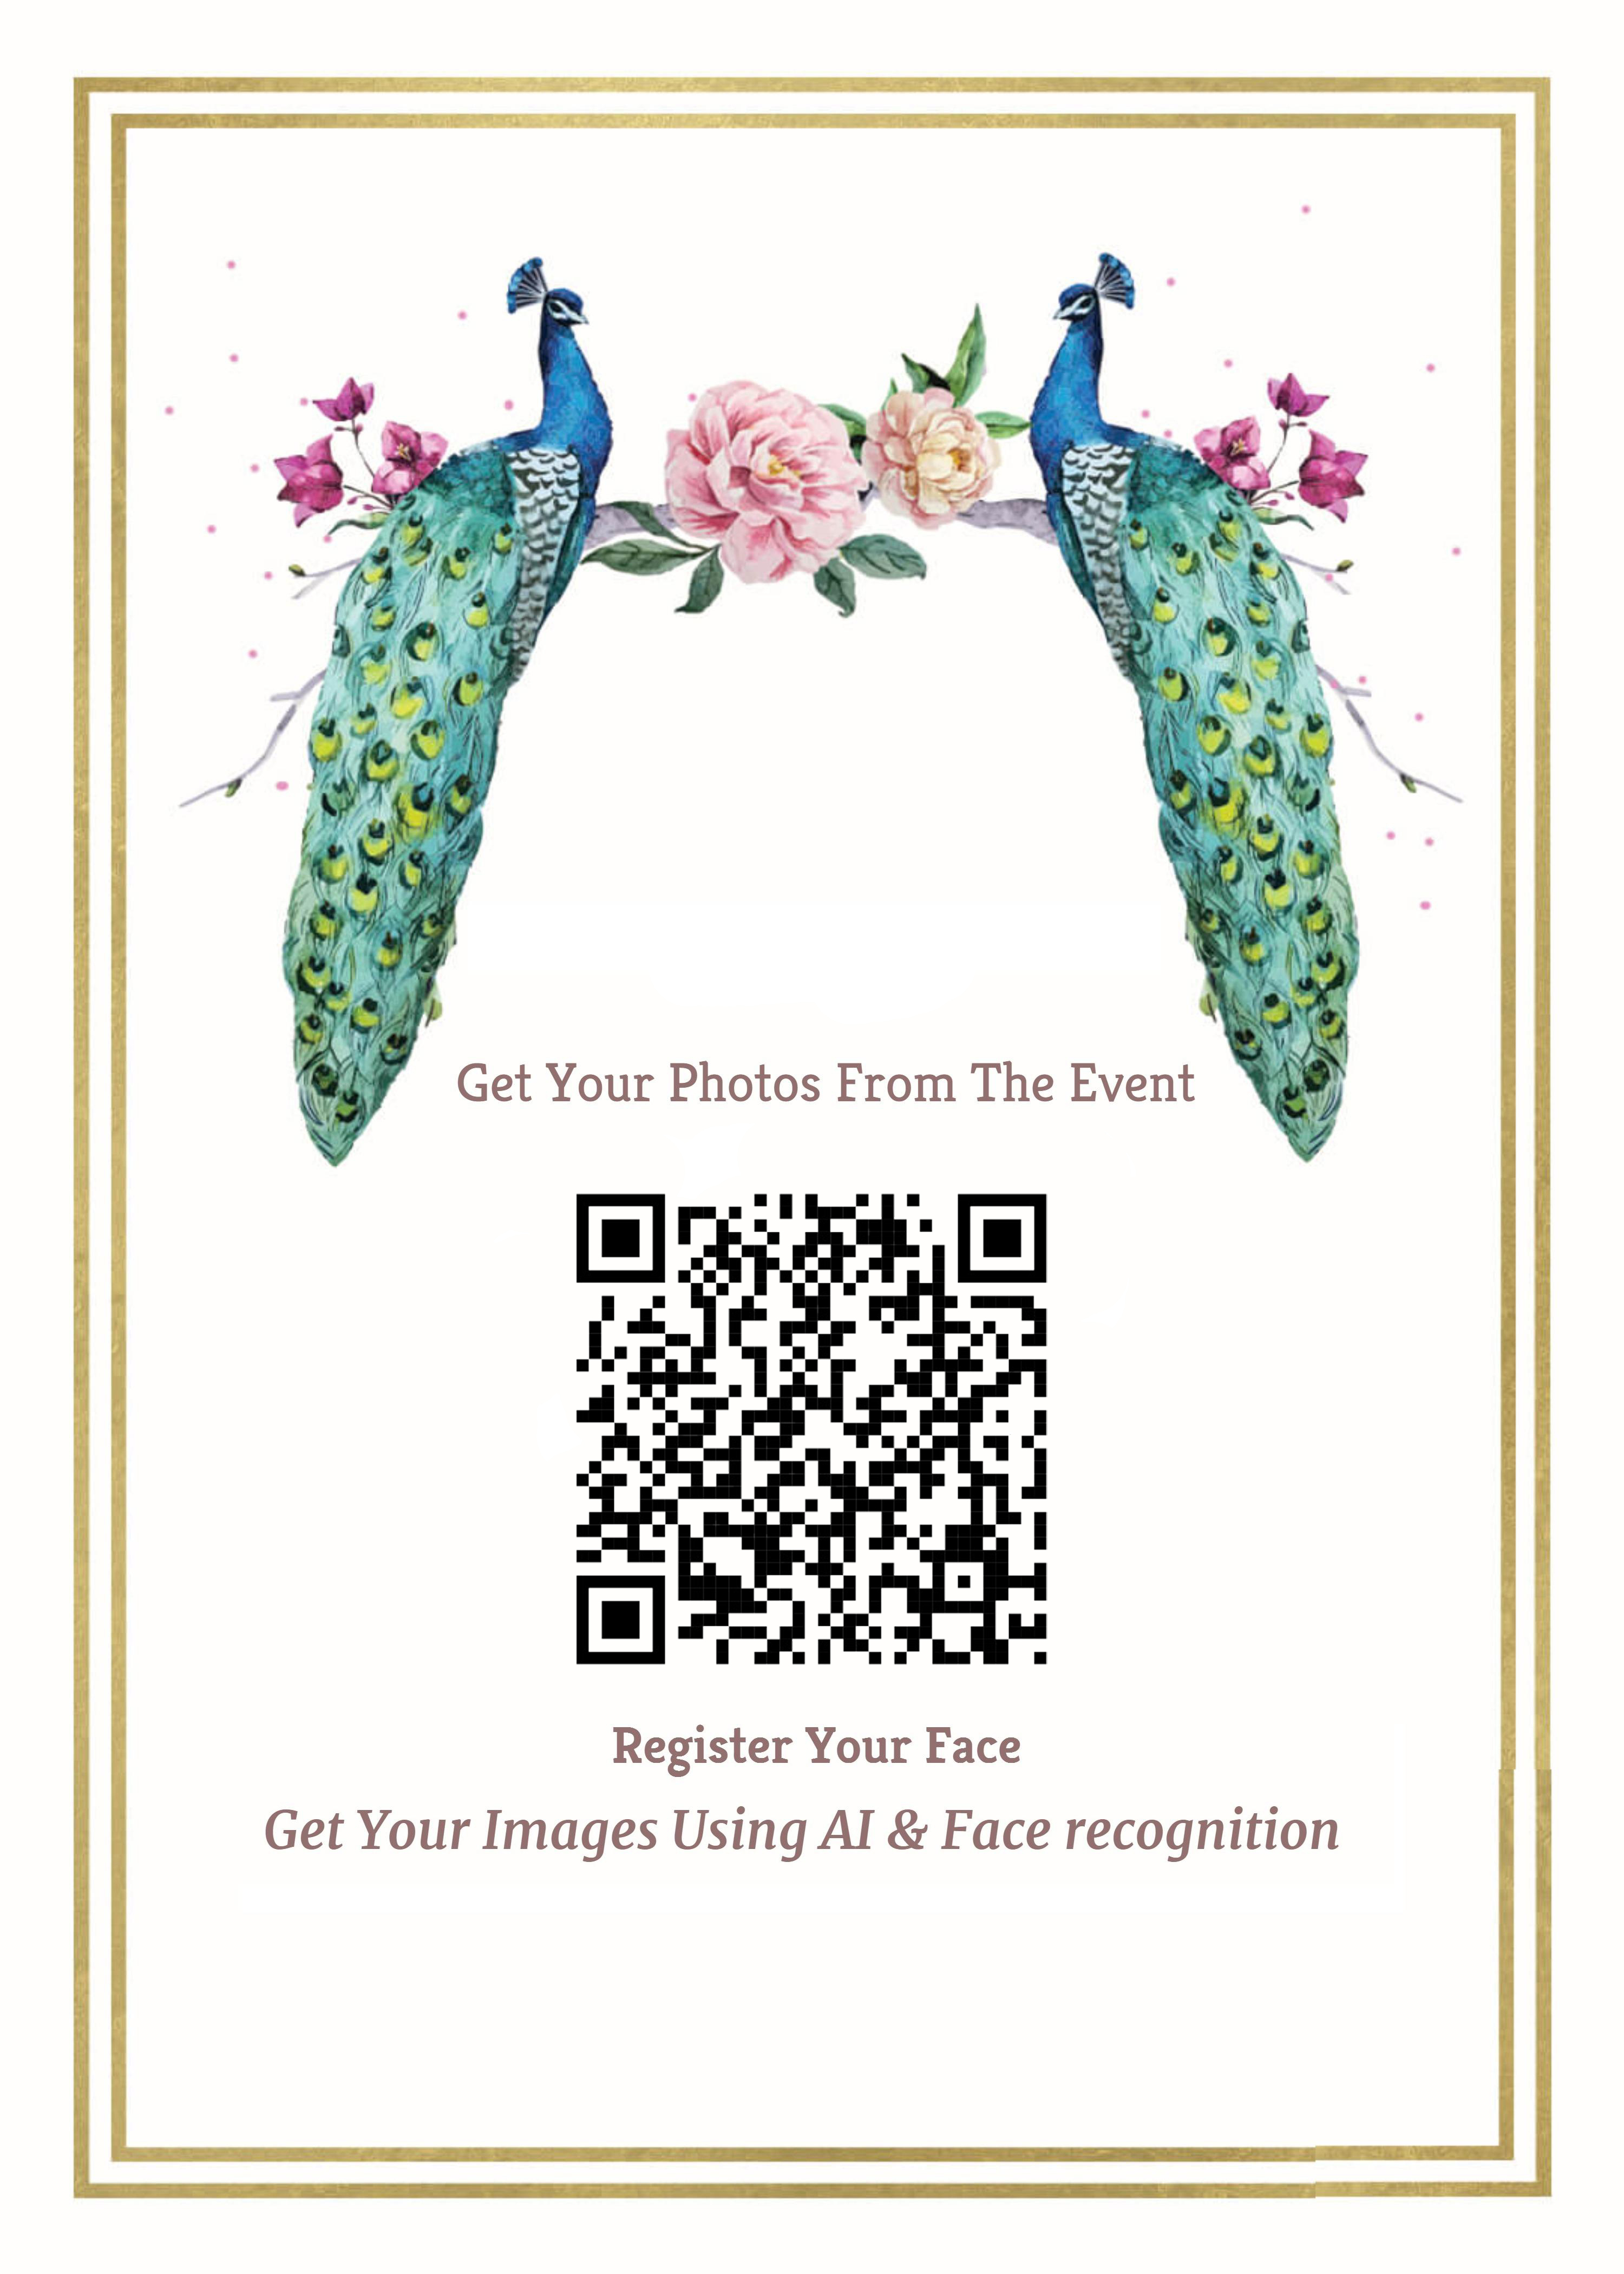 Get Your Photos From The Event
Register Your Face
Get Your Images Using AI & Face recognition